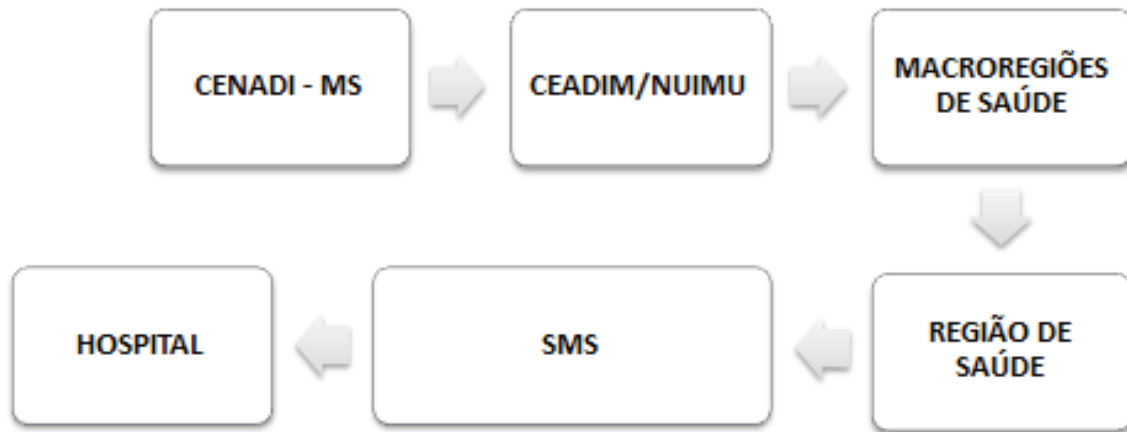 CENADI - MS
CEADIM/NUIMU
MACROREGIÕES
DE SAÚDE
REGIÃO DE
SAÚDE
SMS
HOSPITAL